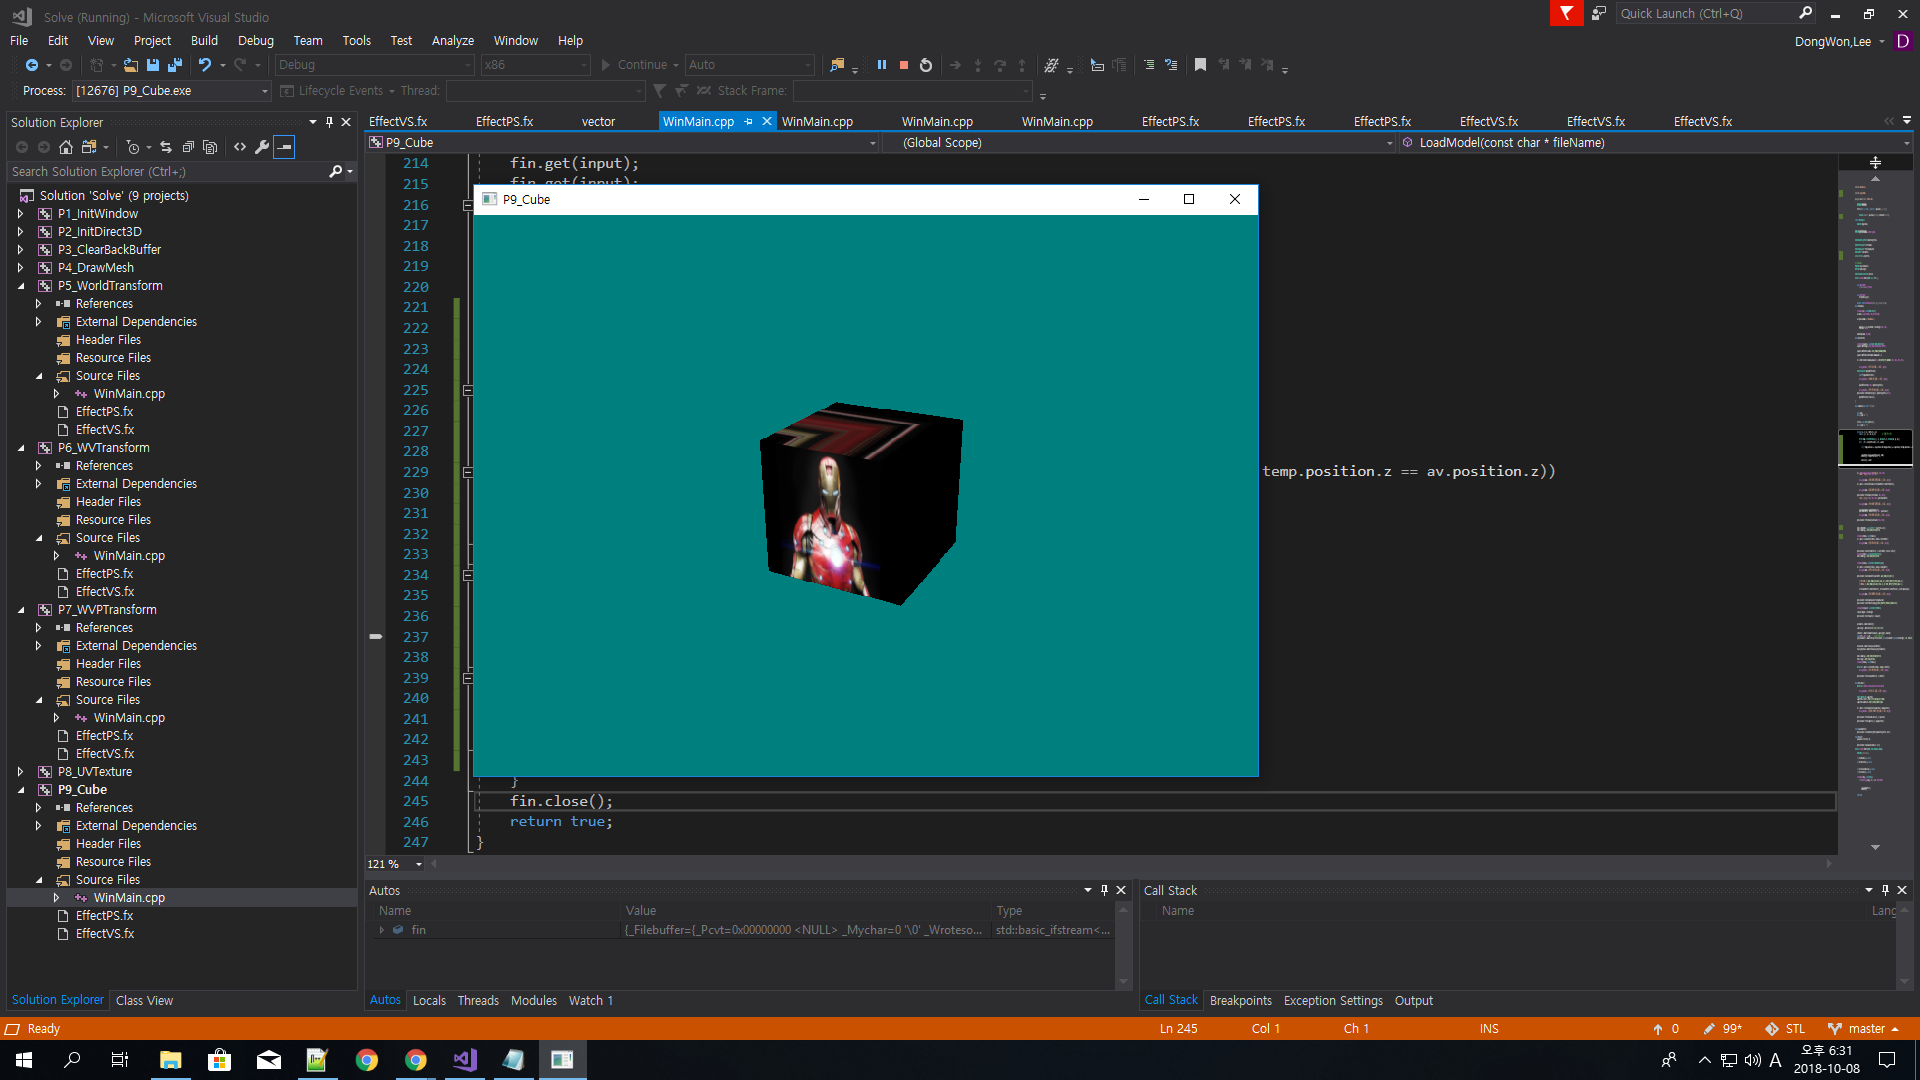 Solve (Running) - Microsoft Visual Studio
Quick Launch (Ctrl+Q)
File Edit View Project Build Debug Team Tools Test Analyze Window Help
DongWon,Lee
D
Debug x86 Continue Auto
Process: [12676] P9_Cube.exe Lifecycle Events Thread: Stack Frame:
Solution Explorer
EffectVS.fx EffectPS.fx vector WinMain.cpp WinMain.cpp WinMain.cpp WinMain.cpp EffectPS.fx EffectPS.fx EffectPS.fx EffectVS.fx EffectVS.fx EffectVS.fx
P9_Cube (Global Scope) LoadModel(const char * fileName)
Search Solution Explorer (Ctrl+;)
Solution 'Solve' (9 projects)
P1_InitWindow
P2_InitDirect3D
P3_ClearBackBuffer
P4_DrawMesh
P5_WorldTransform
References
External Dependencies
Header Files
Resource Files
Source Files
WinMain.cpp
EffectPS.fx
EffectVS.fx
P6_WVTransform
References
External Dependencies
Header Files
Resource Files
Source Files
WinMain.cpp
EffectPS.fx
EffectVS.fx
P7_WVPTransform
References
External Dependencies
Header Files
Resource Files
Source Files
WinMain.cpp
EffectPS.fx
EffectVS.fx
P8_UVTexture
P9_Cube
References
External Dependencies
Header Files
Resource Files
Source Files
WinMain.cpp
EffectPS.fx
EffectVS.fx
Solution Explorer Class View
214 fin.get(input);
215 fin.get(input);
P9_Cube
216
217
218
219
220
221
222
223
224
225
226
227
228
229 temp.position.z == av.position.z))
230
231
232
233
234
235
236
237
238
239
240
241
242
243
244 }
245 fin.close();
246 return true;
247 }
121 %
Autos
Name Value Type
fin {_Filebuffer={_Pcvt=0x00000000 <NULL> _Mychar=0 '\0' _Wroteso... std::basic_ifstream<...
Autos Locals Threads Modules Watch 1
Call Stack
Name Lang
Call Stack Breakpoints Exception Settings Output
Ready Ln 245 Col 1 Ch 1 INS 0 99* STL master
A 오후 6:31
2018-10-08